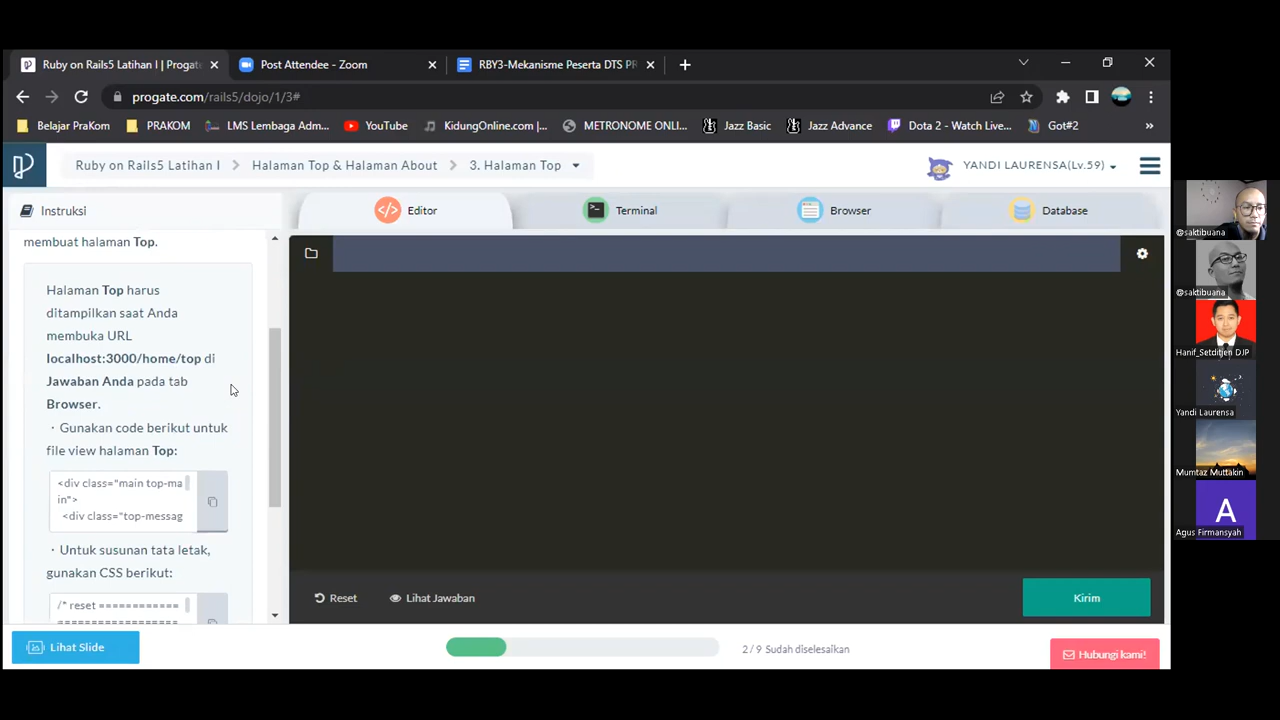 Ruby on Rails5 Latihan I | Progate
Post Attendee - Zoom
RBY3-Mekanisme Peserta DTS PR
progate.com/rails5/dojo/1/3#
Belajar PraKom
PRAKOM
LMS Lembaga Adm...
YouTube
KidungOnline.com |...
METRONOME ONLI...
Jazz Basic
Jazz Advance
Dota 2 - Watch Live...
Got#2
Ruby on Rails5 Latihan I
Halaman Top & Halaman About
3. Halaman Top
YANDI LAURENSA(Lv.59)
Instruksi
Editor
Terminal
Browser
Database
membuat halaman Top.
Halaman Top harus
ditampilkan saat Anda
membuka URL
localhost:3000/home/top di
Jawaban Anda pada tab
Browser.
・Gunakan code berikut untuk
file view halaman Top:
<div class="main top-ma
in">
<div class="top-messag
・Untuk susunan tata letak,
gunakan CSS berikut:
/* reset ============
==================
Reset
Lihat Jawaban
Kirim
Lihat Slide
2 / 9 Sudah diselesaikan
Hubungi kami!
@saktibuana
@saktibuana
Hanif_Setditjen DJP
Yandi Laurensa
Mumtaz Muttakin
A
Agus Firmansyah